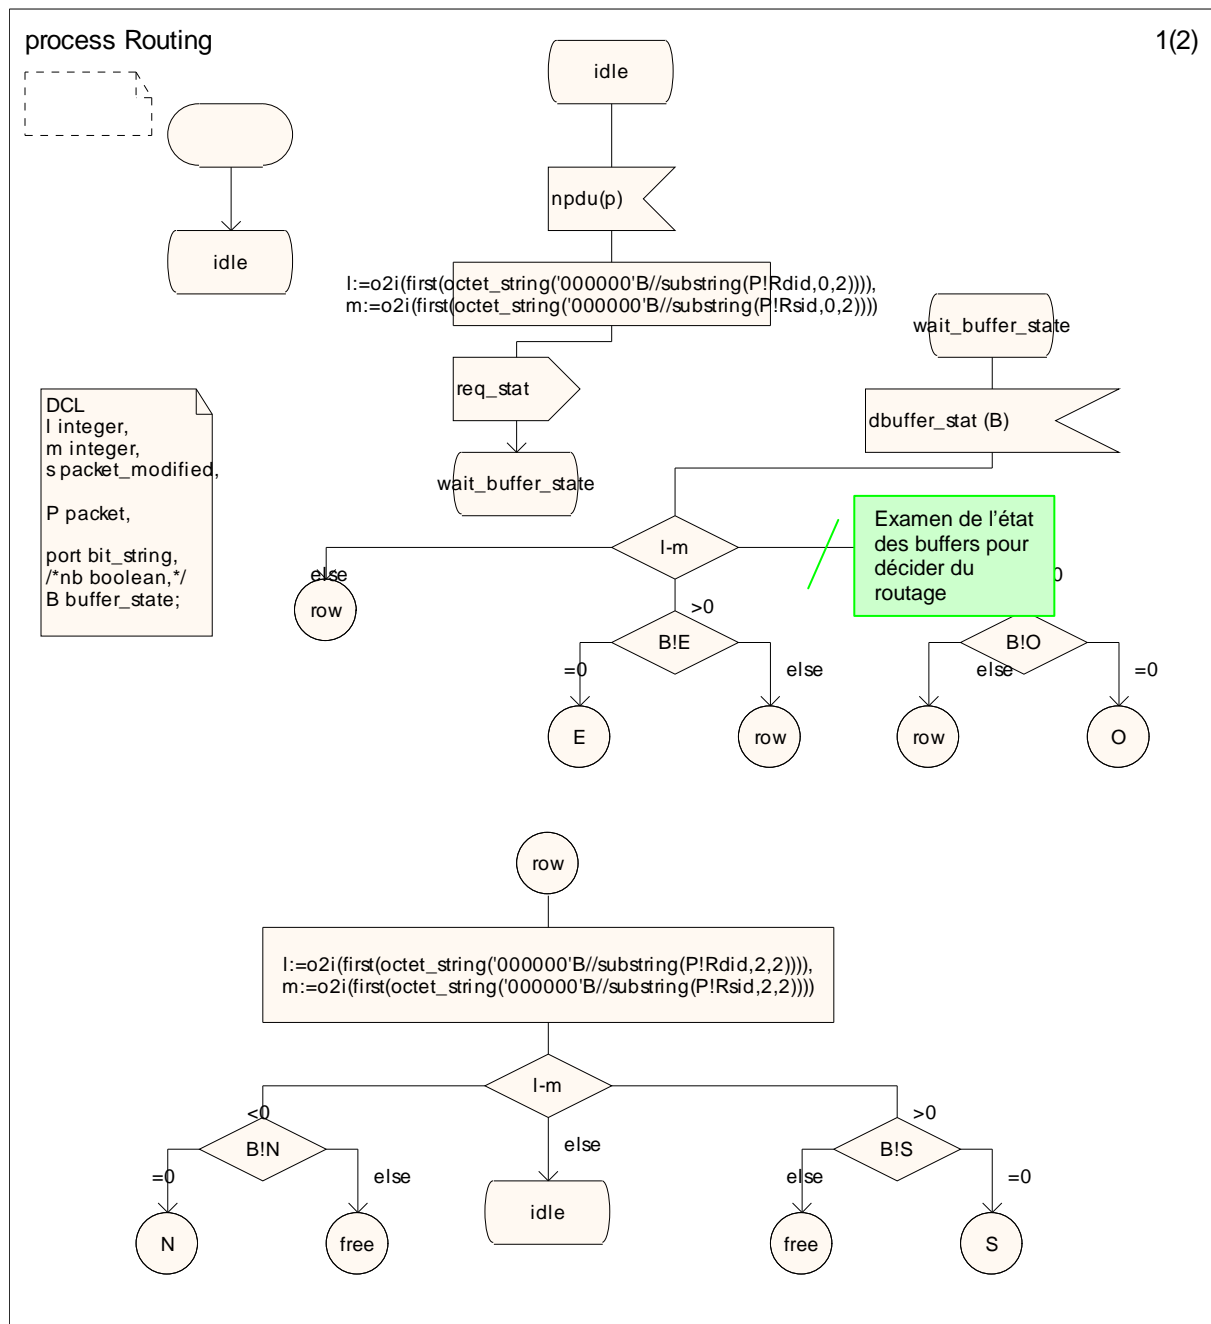 process Routing
1(2)
idle
idle
npdu(p)
l:=o2i(first(octet_string('000000'B//substring(P!Rdid,0,2)))),
m:=o2i(first(octet_string('000000'B//substring(P!Rsid,0,2))))
req_stat
wait_buffer_state
wait_buffer_state
dbuffer_stat (B)
DCL
l integer,
m integer,
s packet_modified,
P packet,
port bit_string,
/*nb boolean,*/
B buffer_state;
l-m
Examen de l’état
des buffers pour
décider du
routage
else
row
>0
0
B!E
B!O
=0
else
else
=0
E
row
row
O
row
l:=o2i(first(octet_string('000000'B//substring(P!Rdid,2,2)))),
m:=o2i(first(octet_string('000000'B//substring(P!Rsid,2,2))))
l-m
<0
else
>0
B!N
B!S
=0
else
else
=0
N
free
idle
free
S